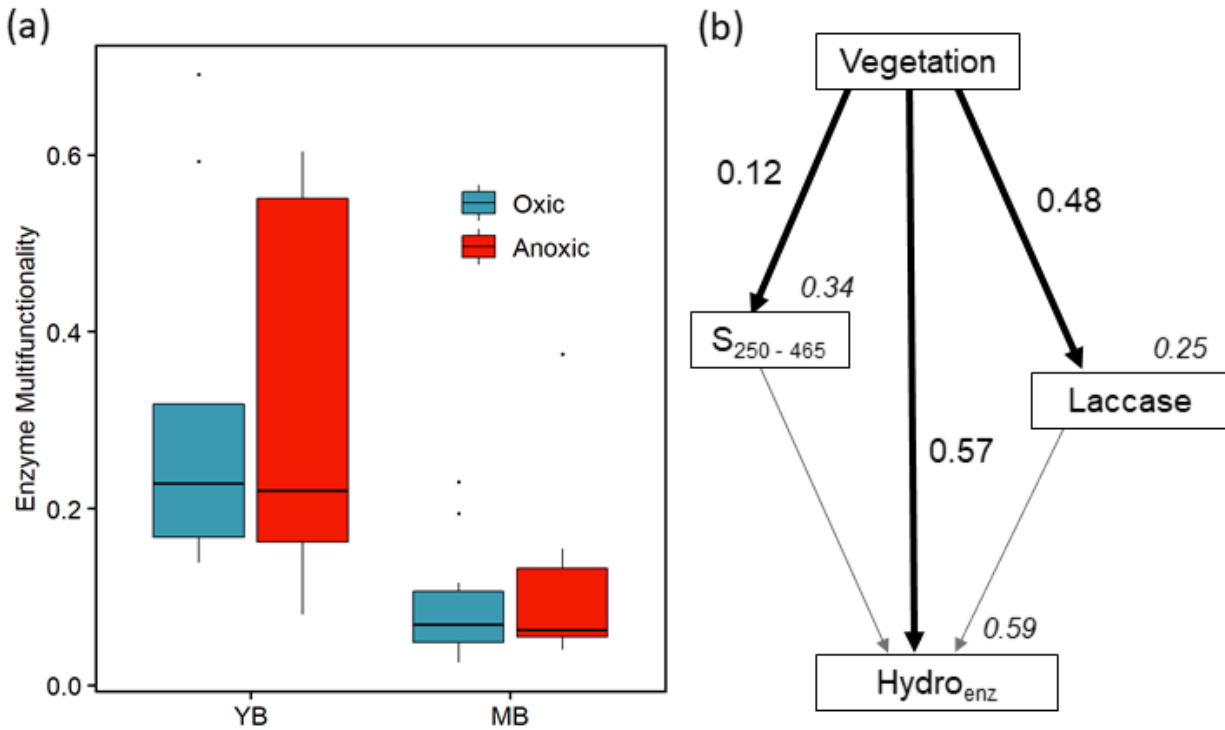 (a)
Enzyme Multifunctionality
0.6
0.4
0.2
0.0
YB
MB
Oxic
Anoxic
(b)
Vegetation
0.12
0.48
0.57
0.34
S250 - 465
0.25
Laccase
0.59
Hydroenz